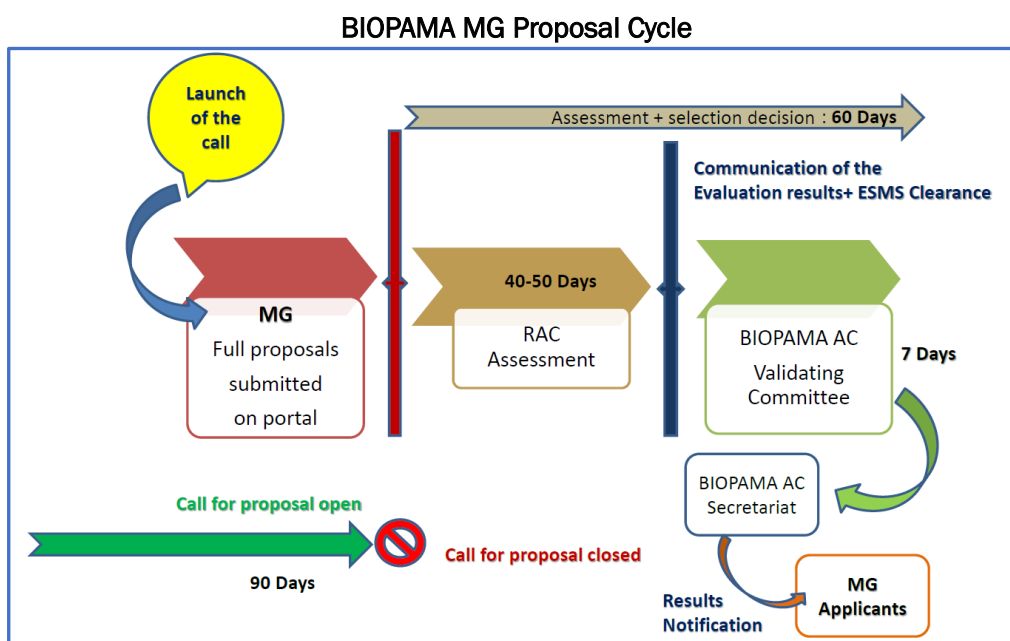 BIOPAMA MG Proposal Cycle
Launch
of the
call
Assessment + selection decision : 60 Days
Communication of the
Evaluation results+ ESMS Clearance
MG
Full proposals
submitted
on portal
40-50 Days
RAC
Assessment
BIOPAMA AC
Validating
Committee
7 Days
BIOPAMA AC
Secretariat
Call for proposal open
90 Days
Call for proposal closed
Results
Notification
MG
Applicants